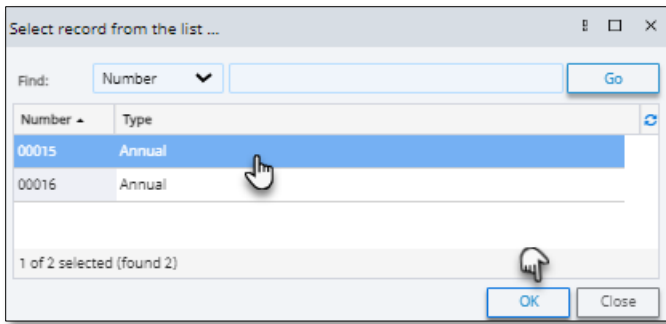 Select record from the list ...
Find: Number Go
Number Type
00015 Annual
00016 Annual
1 of 2 selected (found 2)
OK Close